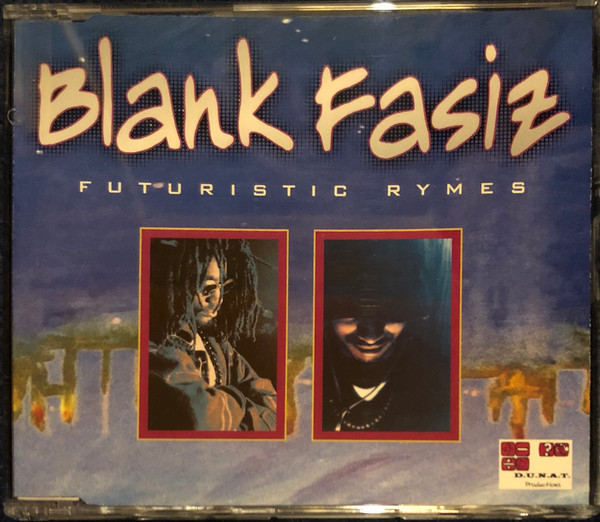 Blank Fasiz
FUTURISTIC RYMES
D.U.N.A.T.
Productions